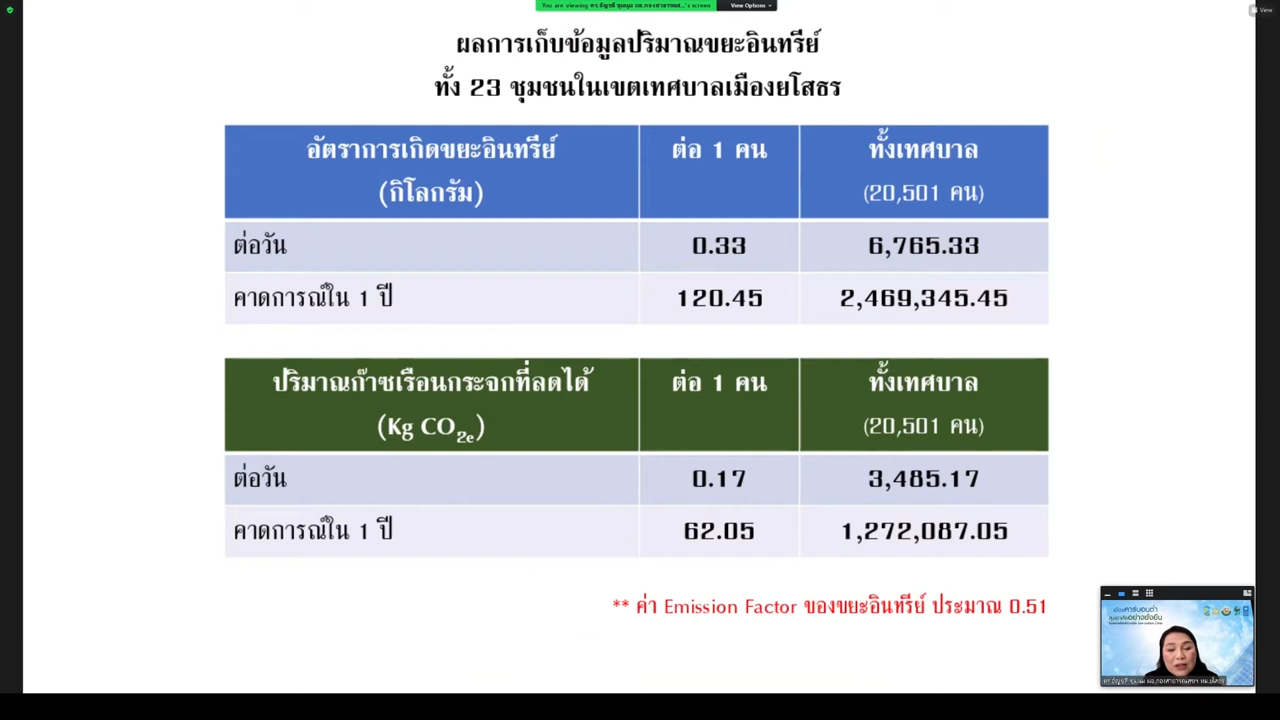 You are viewing
's screen
View Options
View
ผลการเก็บข้อมูลปริมาณขยะอินทรีย์
ทั้ง 23 ชุมชนในเขตเทศบาลเมืองยโสธร
อัตราการเกิดขยะอินทรีย์ ต่อ 1 คน ทั้งเทศบาล
(กิโลกรัม) (20,501 คน)
ต่อวัน 0.33 6,765.33
คาดการณ์ใน 1 ปี 120.45 2,469,345.45
ปริมาณก๊าซเรือนกระจกที่ลดได้ ต่อ 1 คน ทั้งเทศบาล
(Kg CO2e) (20,501 คน)
ต่อวัน 0.17 3,485.17
คาดการณ์ใน 1 ปี 62.05 1,272,087.05
** ค่า Emission Factor ของขยะอินทรีย์ ประมาณ 0.51